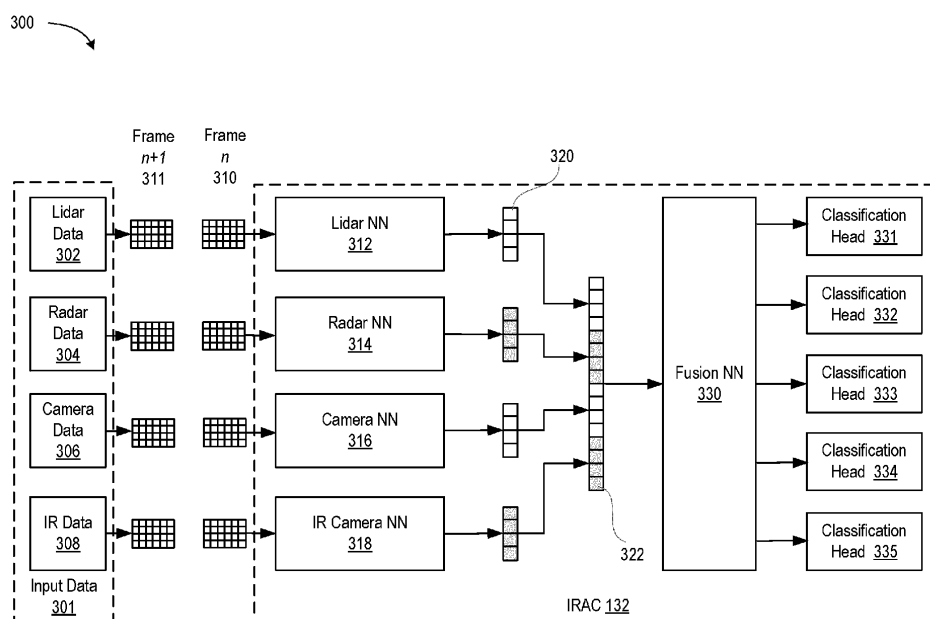 300
Frame
n+1
311
Frame
n
310
320
Lidar
Data
302
Lidar NN
312
Classification
Head 331
Radar
Data
304
Radar NN
314
Classification
Head 332
Fusion NN
330
Classification
Head 333
Camera
Data
306
Camera NN
316
Classification
Head 334
IR Data
308
IR Camera NN
318
322
Classification
Head 335
Input Data
301
IRAC 132